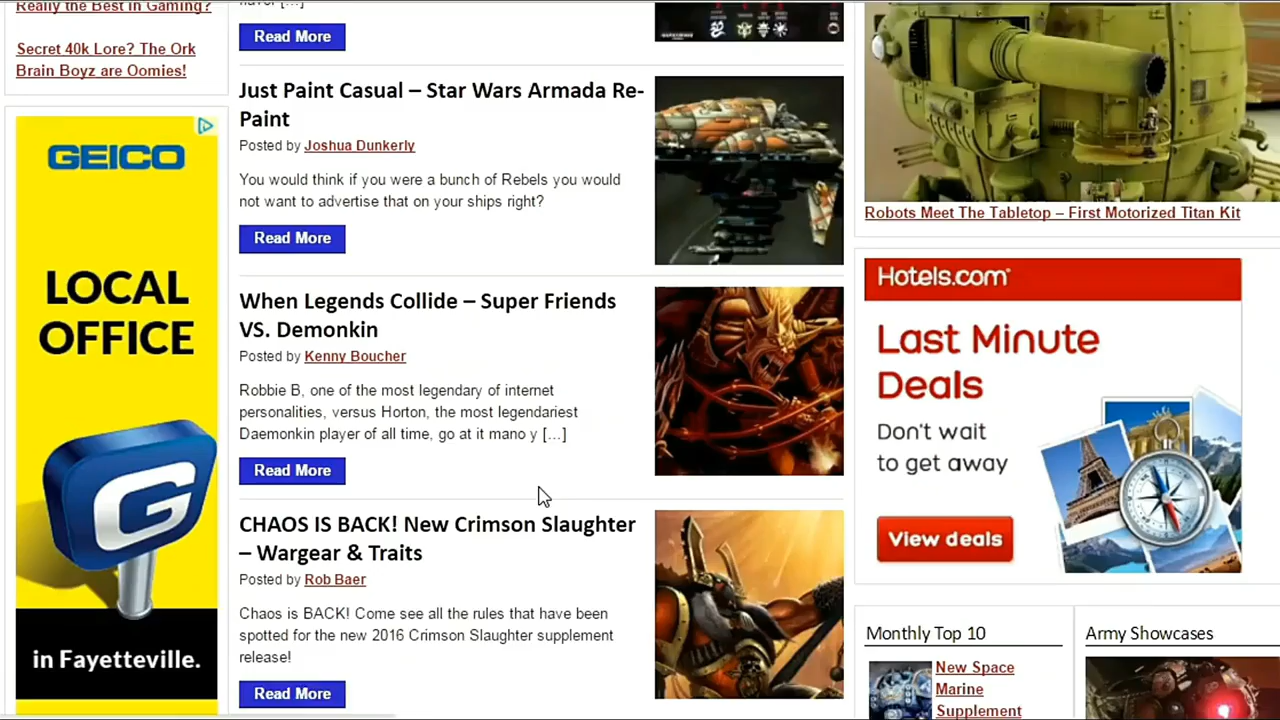 Really the Best in Gaming?
Secret 40k Lore? The Ork
Brain Boyz are Oomies!
GEICO
LOCAL
OFFICE
G
in Fayetteville.
Read More
Just Paint Casual – Star Wars Armada Re-
Paint
Posted by Joshua Dunkerly
You would think if you were a bunch of Rebels you would
not want to advertise that on your ships right?
Read More
When Legends Collide – Super Friends
VS. Demonkin
Posted by Kenny Boucher
Robbie B, one of the most legendary of internet
personalities, versus Horton, the most legendariest
Daemonkin player of all time, go at it mano y [...]
Read More
CHAOS IS BACK! New Crimson Slaughter
– Wargear & Traits
Posted by Rob Baer
Chaos is BACK! Come see all the rules that have been
spotted for the new 2016 Crimson Slaughter supplement
release!
Read More
Robots Meet The Tabletop – First Motorized Titan Kit
Hotels.com
Last Minute
Deals
Don't wait
to get away
View deals
Monthly Top 10
New Space
Marine
Supplement
Army Showcases